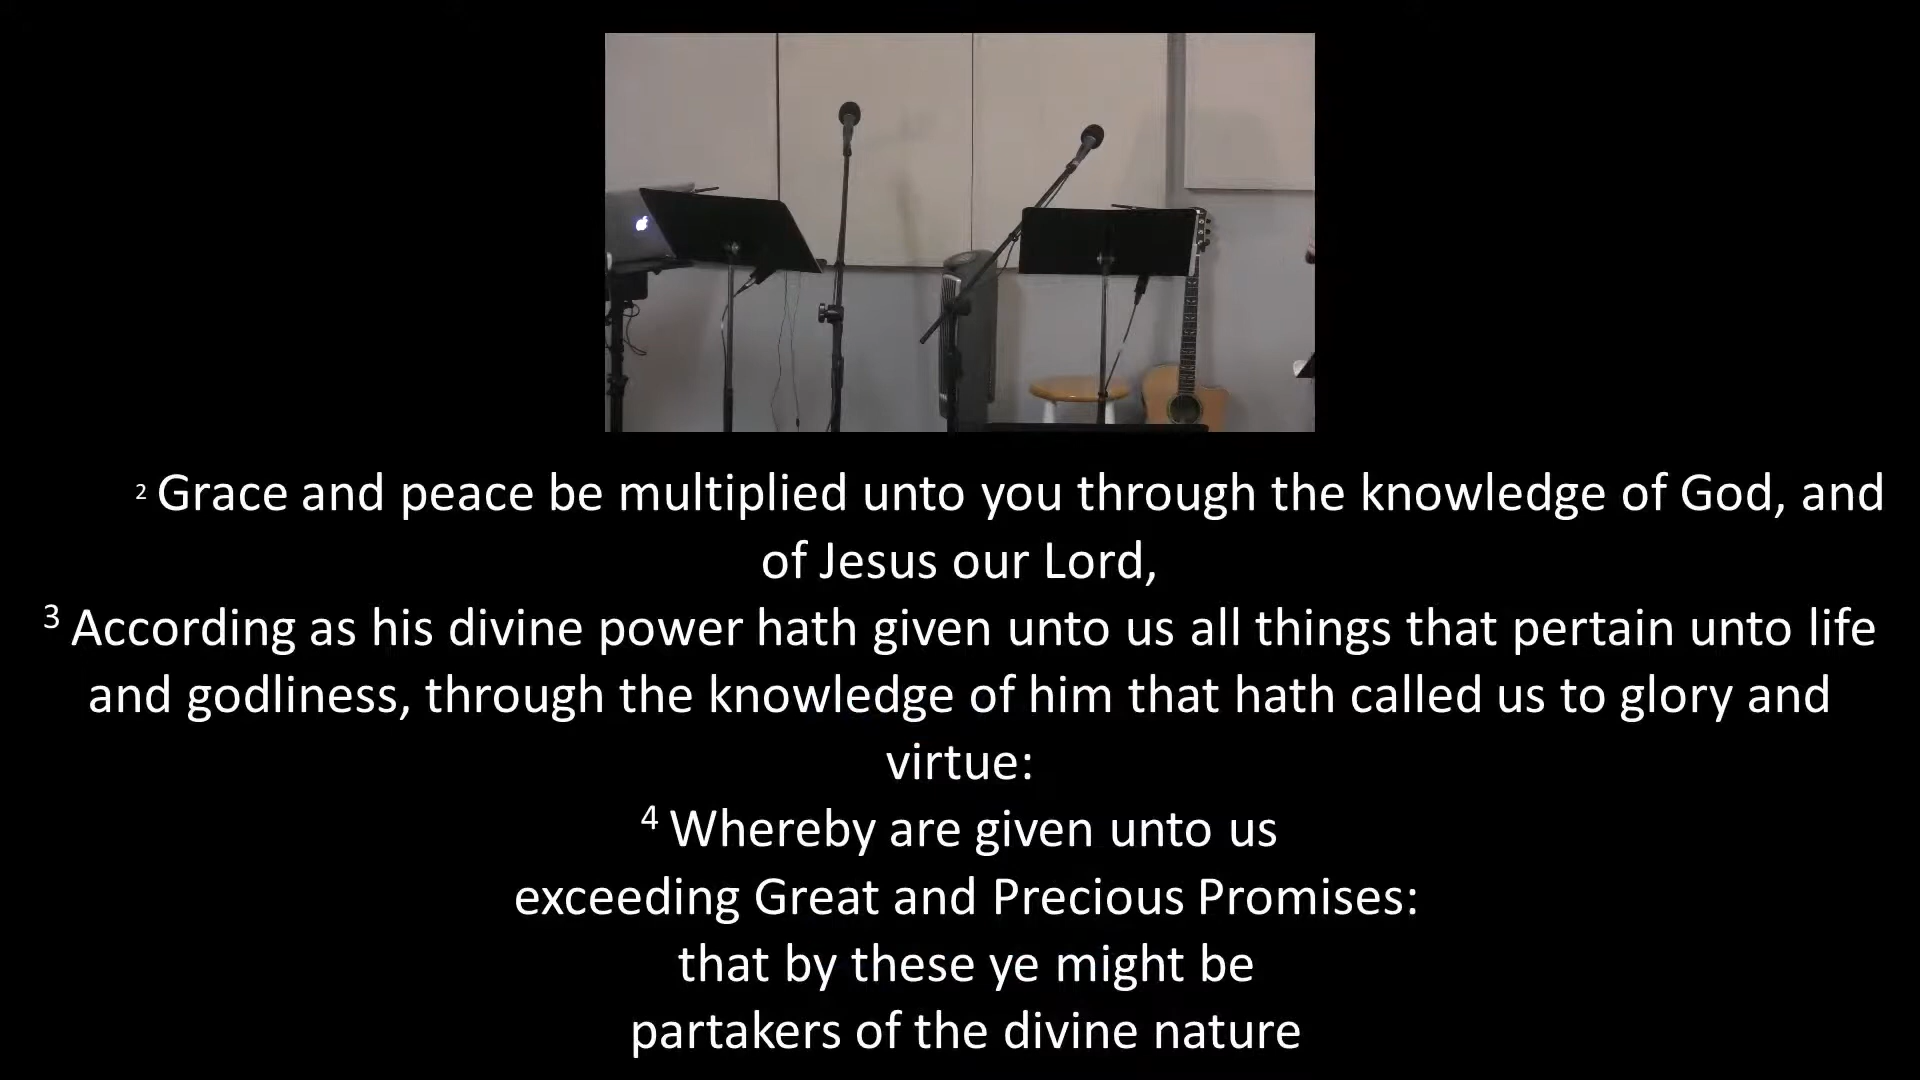 2 Grace and peace be multiplied unto you through the knowledge of God, and
of Jesus our Lord,
3 According as his divine power hath given unto us all things that pertain unto life
and godliness, through the knowledge of him that hath called us to glory and
virtue:
4 Whereby are given unto us
exceeding Great and Precious Promises:
that by these ye might be
partakers of the divine nature